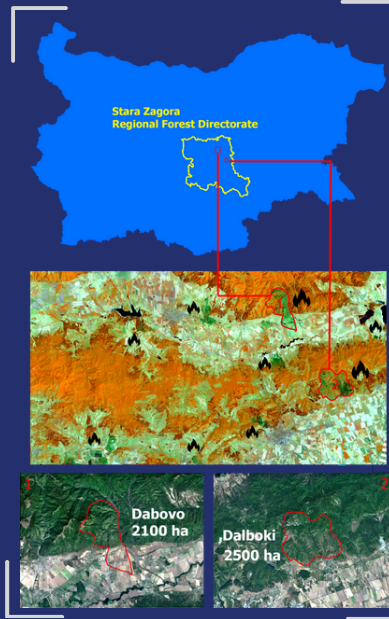 Stara Zagora
Regional Forest Directorate
1
Dabovo
2100 ha
2
Dalboki
2500 ha